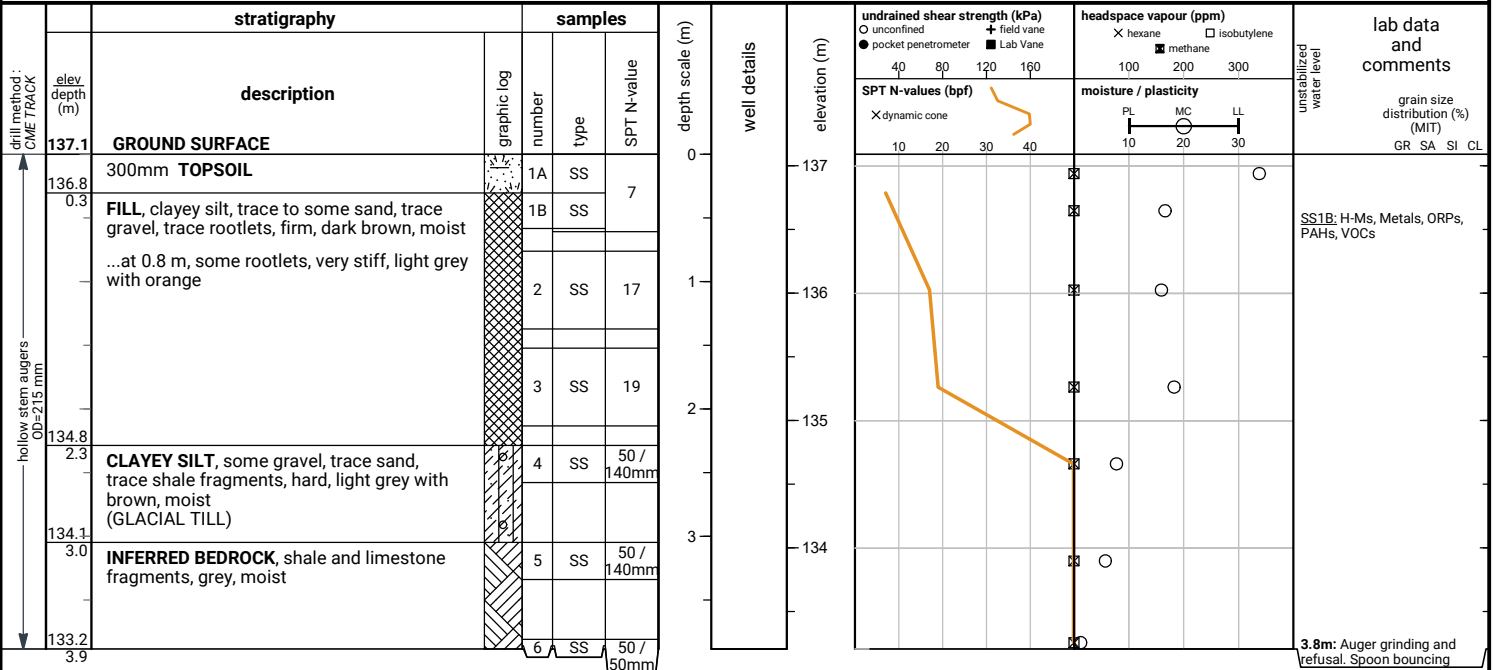 stratigraphy
samples
drill method :
CME TRACK
elev
depth
(m)
description
graphic log
number
type
SPT N-value
depth scale (m)
well details
elevation (m)
undrained shear strength (kPa)
unconfined
field vane
pocket penetrometer
Lab Vane
40 80 120 160
SPT N-values (bpf)
dynamic cone
10 20 30 40
headspace vapour (ppm)
hexane
isobutylene
methane
100 200 300
moisture / plasticity
PL MC LL
10 20 30
unstabilized
water level
lab data
and
comments
grain size
distribution (%)
(MIT)
GR SA SI CL
137.1 GROUND SURFACE
0
137
300mm TOPSOIL
1A SS
7
136.8
0.3
FILL, clayey silt, trace to some sand, trace
gravel, trace rootlets, firm, dark brown, moist
1B SS
SS1B: H-Ms, Metals, ORPs,
PAHs, VOCs
...at 0.8 m, some rootlets, very stiff, light grey
with orange
1
2 SS 17
136
hollow stem augers
OD=215 mm
3 SS 19
2
135
134.8
2.3
CLAYEY SILT, some gravel, trace sand,
trace shale fragments, hard, light grey with
brown, moist
(GLACIAL TILL)
4 SS 50 /
140mm
134.1
3.0
3
134
INFERRED BEDROCK, shale and limestone
fragments, grey, moist
5 SS 50 /
140mm
133.2
3.9
6 SS 50 /
50mm
3.8m: Auger grinding and
refusal. Spoon bouncing